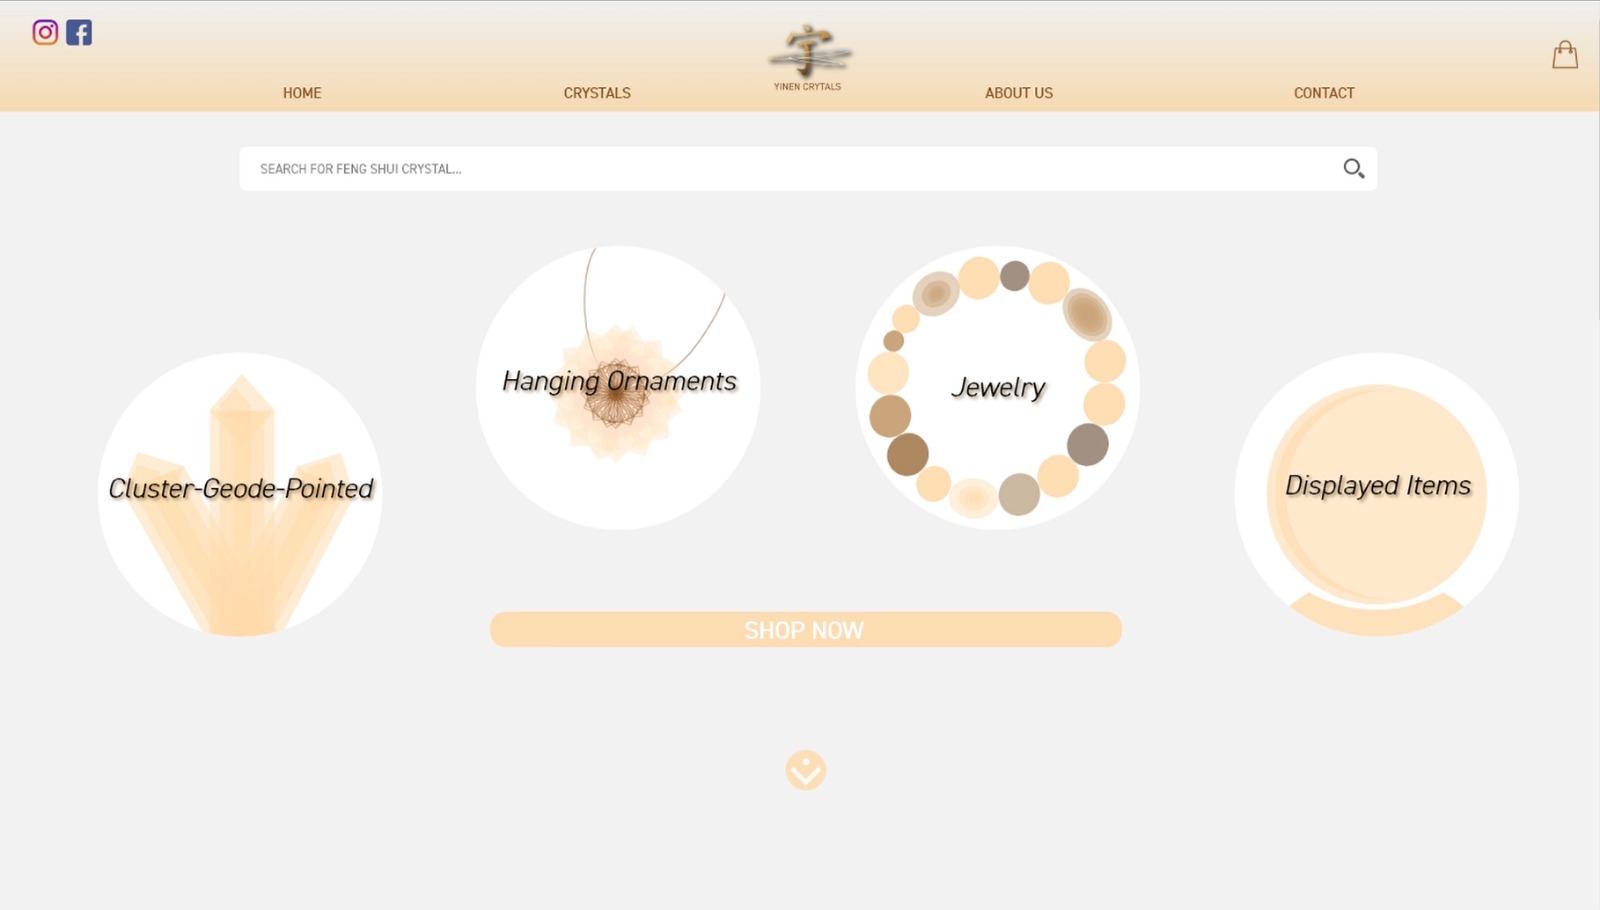 宇
YINEN CRYTALS
HOME
CRYSTALS
ABOUT US
CONTACT
SEARCH FOR FENG SHUI CRYSTAL...
Hanging Ornaments
Jewelry
Cluster-Geode-Pointed
Displayed Items
SHOP NOW